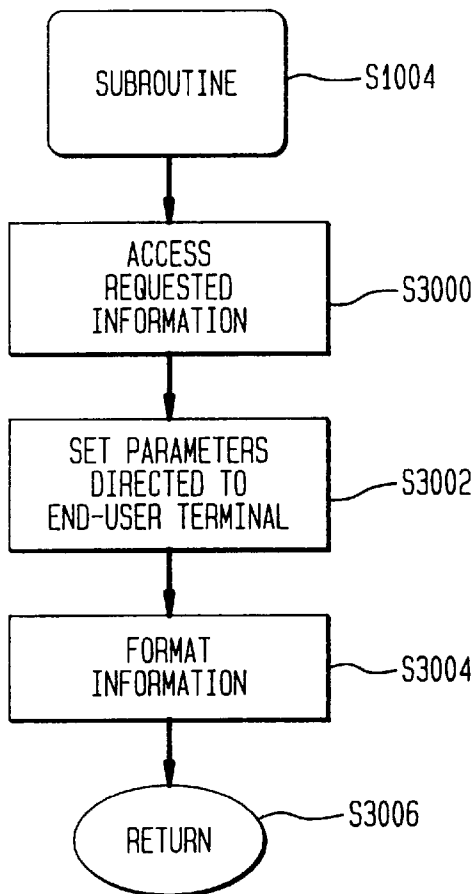 SUBROUTINE
S1004
ACCESS
REQUESTED
INFORMATION
S3000
SET PARAMETERS
DIRECTED TO
END-USER TERMINAL
S3002
FORMAT
INFORMATION
S3004
RETURN
S3006